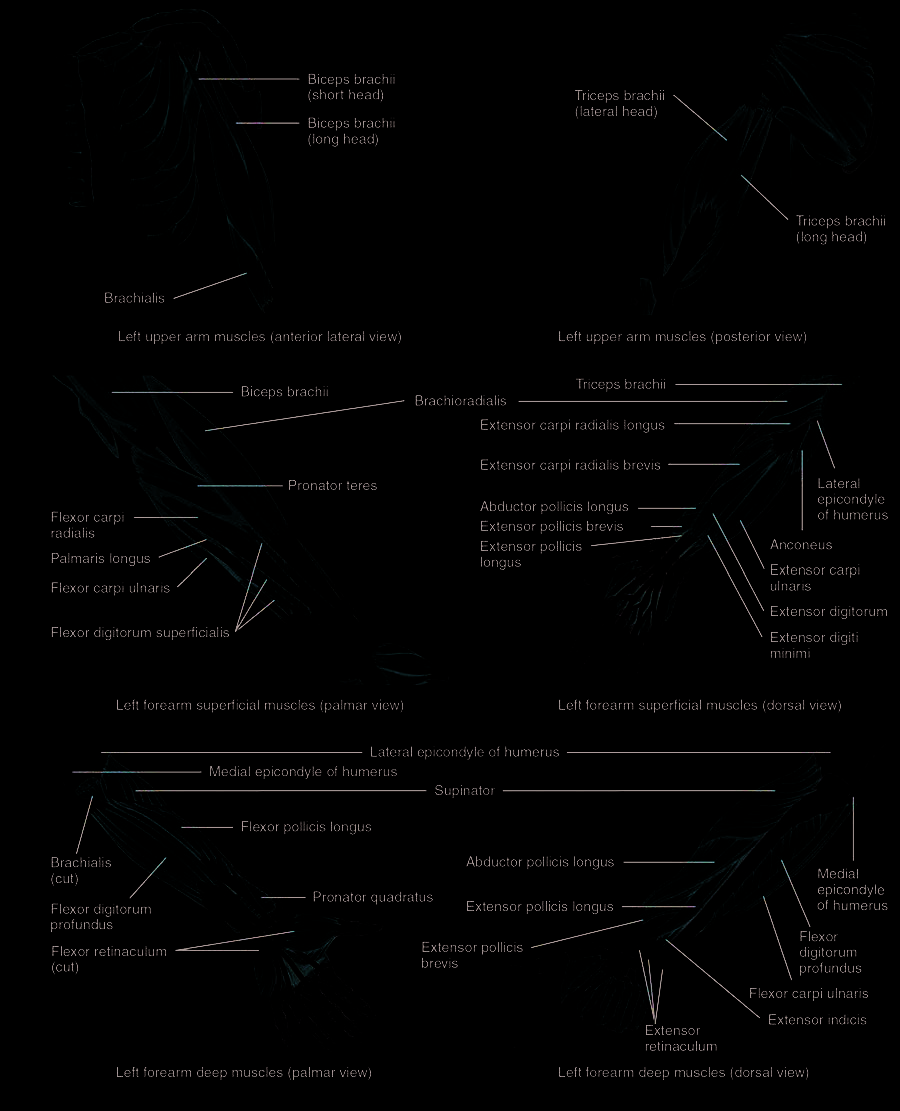 Biceps brachii
(short head)
Biceps brachii
(long head)
Brachialis
Left upper arm muscles (anterior lateral view)
Triceps brachii
(lateral head)
Triceps brachii
(long head)
Left upper arm muscles (posterior view)
Biceps brachii
Brachioradialis
Pronator teres
Flexor carpi
radialis
Palmaris longus
Flexor carpi ulnaris
Flexor digitorum superficialis
Left forearm superficial muscles (palmar view)
Triceps brachii
Extensor carpi radialis longus
Extensor carpi radialis brevis
Abductor pollicis longus
Extensor pollicis brevis
Extensor pollicis
longus
Lateral
epicondyle
of humerus
Anconeus
Extensor carpi
ulnaris
Extensor digitorum
Extensor digiti
minimi
Left forearm superficial muscles (dorsal view)
Lateral epicondyle of humerus
Medial epicondyle of humerus
Supinator
Flexor pollicis longus
Brachialis
(cut)
Flexor digitorum
profundus
Pronator quadratus
Flexor retinaculum
(cut)
Left forearm deep muscles (palmar view)
Abductor pollicis longus
Extensor pollicis longus
Extensor pollicis
brevis
Medial
epicondyle
of humerus
Flexor
digitorum
profundus
Flexor carpi ulnaris
Extensor indicis
Extensor
retinaculum
Left forearm deep muscles (dorsal view)